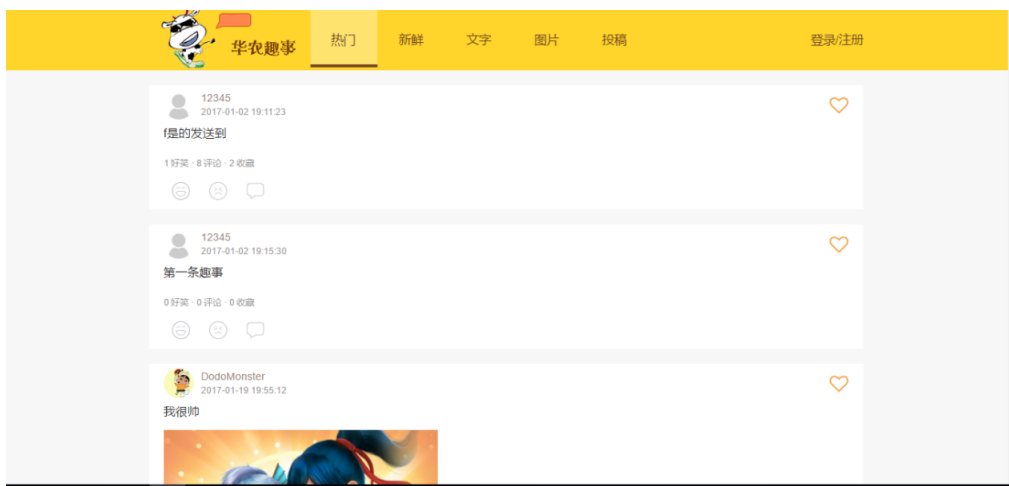 华农趣事 热门 新鲜 文字 图片 投稿 登录/注册
12345
2017-01-02 19:11:23
f是的发送到
1 好笑 · 8 评论 · 2 收藏
12345
2017-01-02 19:15:30
第一条趣事
0 好笑 · 0 评论 · 0 收藏
DodoMonster
2017-01-19 19:55:12
我很帅